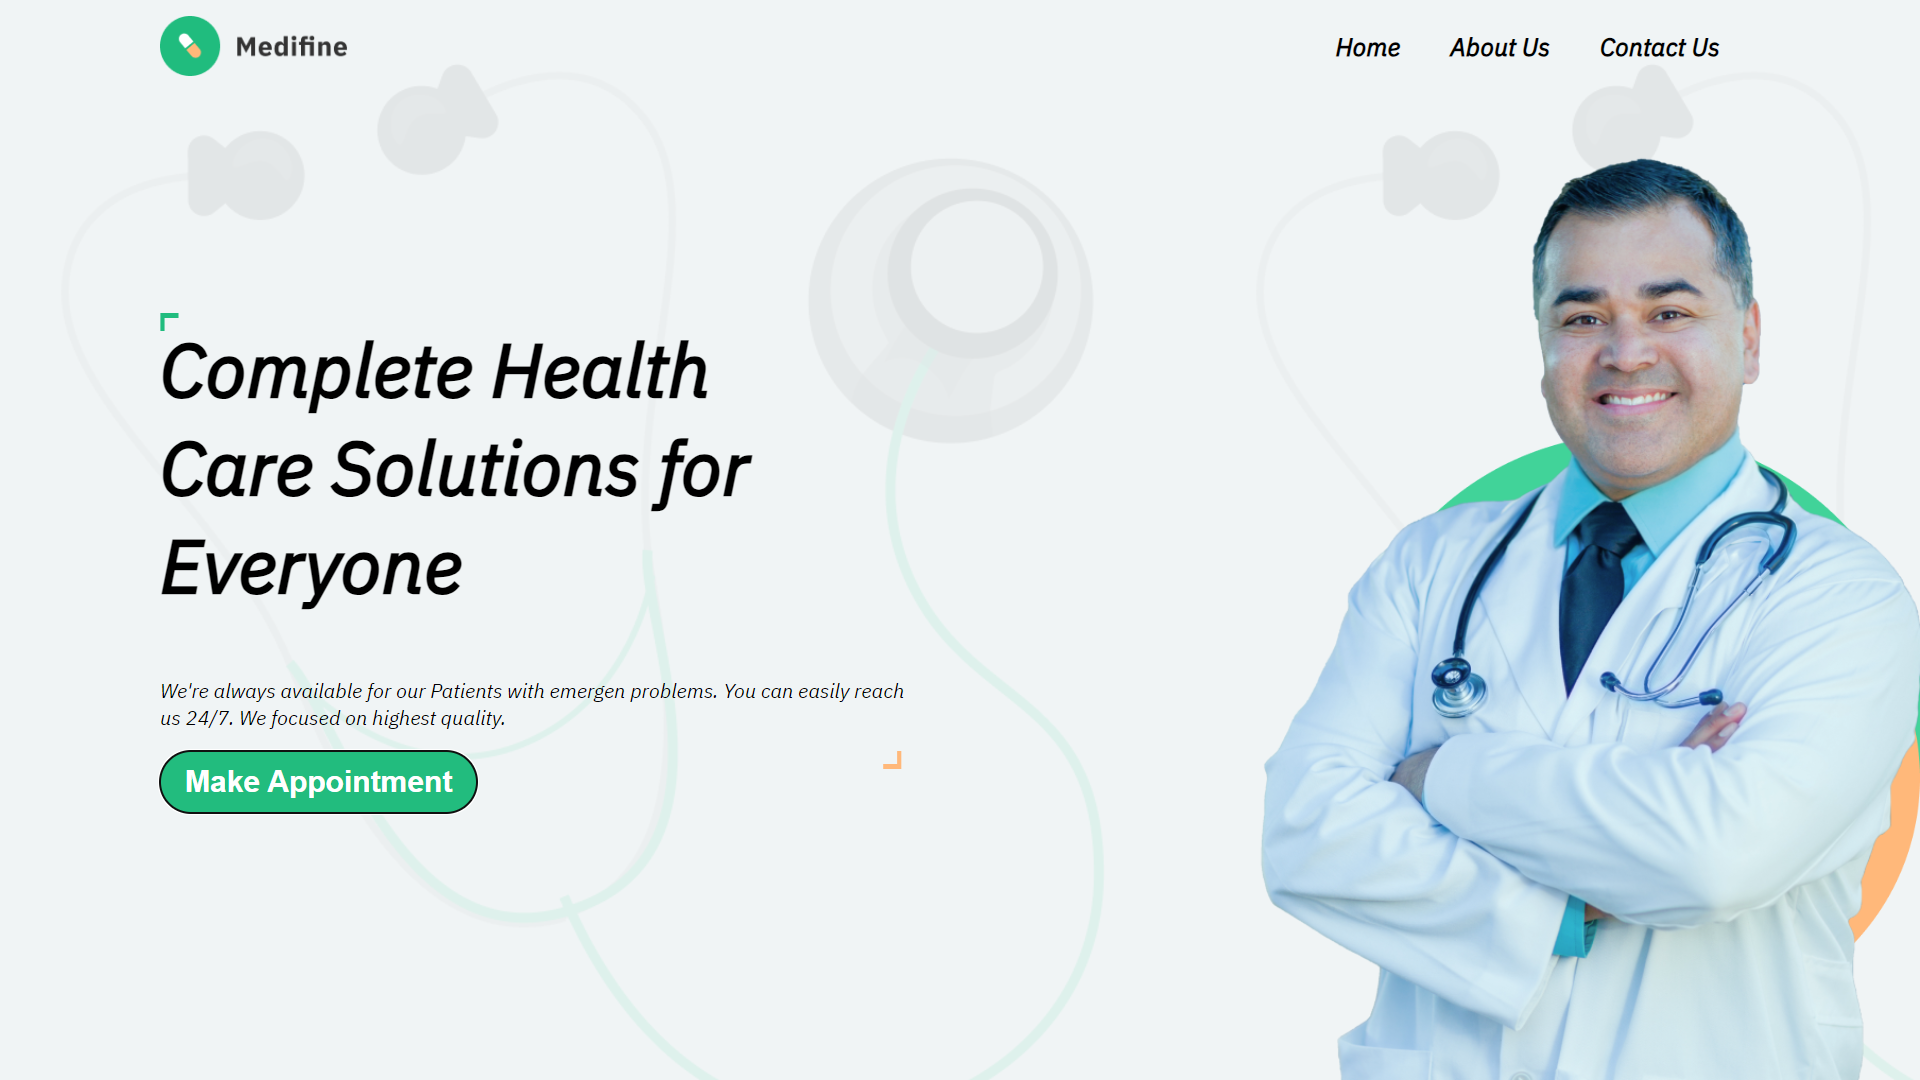 Medifine
Home About Us Contact Us
Complete Health
Care Solutions for
Everyone
We're always available for our Patients with emergen problems. You can easily reach
us 24/7. We focused on highest quality.
Make Appointment